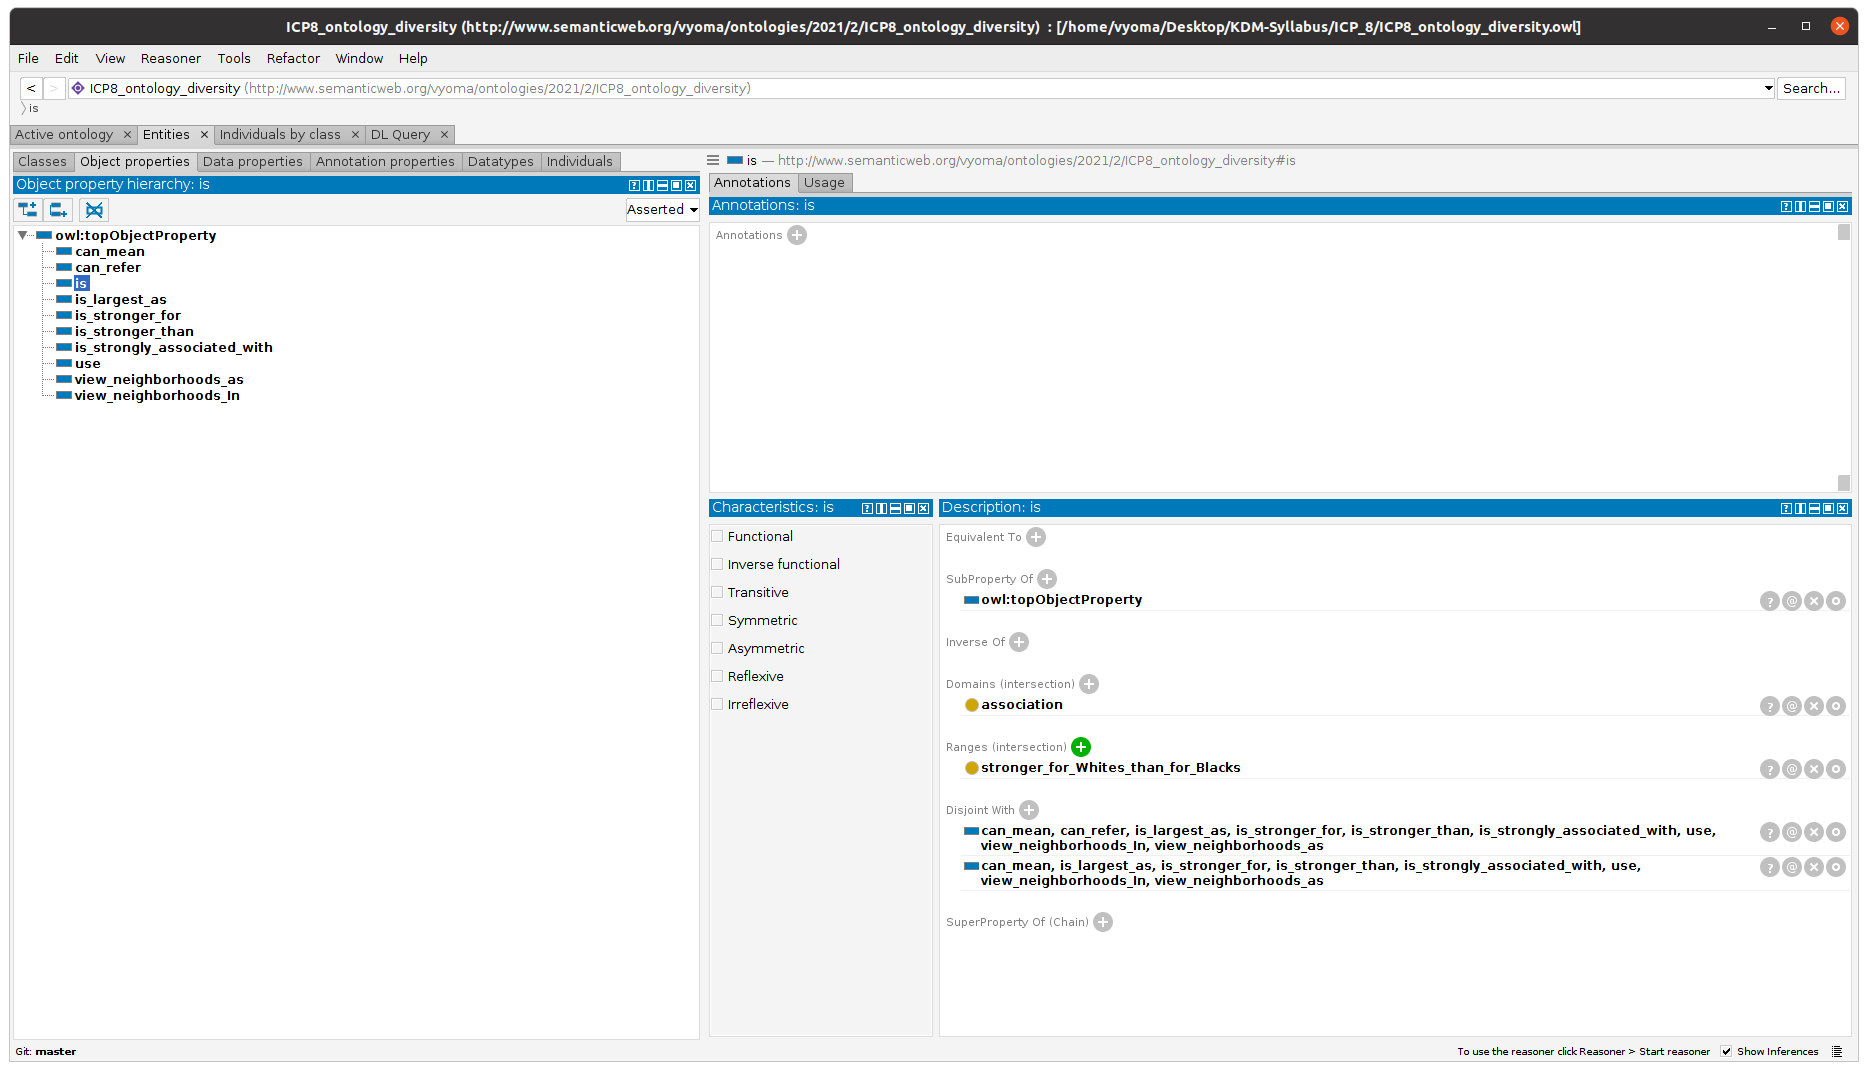 ICP8_ontology_diversity (http://www.semanticweb.org/vyoma/ontologies/2021/2/ICP8_ontology_diversity) : [/home/vyoma/Desktop/KDM-Syllabus/ICP_8/ICP8_ontology_diversity.owl]
File Edit View Reasoner Tools Refactor Window Help
< > ICP8_ontology_diversity (http://www.semanticweb.org/vyoma/ontologies/2021/2/ICP8_ontology_diversity) Search...
is
Active ontology × Entities × Individuals by class × DL Query ×
Classes Object properties Data properties Annotation properties Datatypes Individuals
Object property hierarchy: is
Asserted
owl:topObjectProperty
can_mean
can_refer
is
is_largest_as
is_stronger_for
is_stronger_than
is_strongly_associated_with
use
view_neighborhoods_as
view_neighborhoods_In
is — http://www.semanticweb.org/vyoma/ontologies/2021/2/ICP8_ontology_diversity#is
Annotations Usage
Annotations: is
Annotations
Characteristics: is
Functional
Inverse functional
Transitive
Symmetric
Asymmetric
Reflexive
Irreflexive
Description: is
Equivalent To
SubProperty Of
owl:topObjectProperty
Inverse Of
Domains (intersection)
association
Ranges (intersection)
stronger_for_Whites_than_for_Blacks
Disjoint With
can_mean, can_refer, is_largest_as, is_stronger_for, is_stronger_than, is_strongly_associated_with, use,
view_neighborhoods_In, view_neighborhoods_as
can_mean, is_largest_as, is_stronger_for, is_stronger_than, is_strongly_associated_with, use,
view_neighborhoods_In, view_neighborhoods_as
SuperProperty Of (Chain)
Git: master
To use the reasoner click Reasoner > Start reasoner Show Inferences